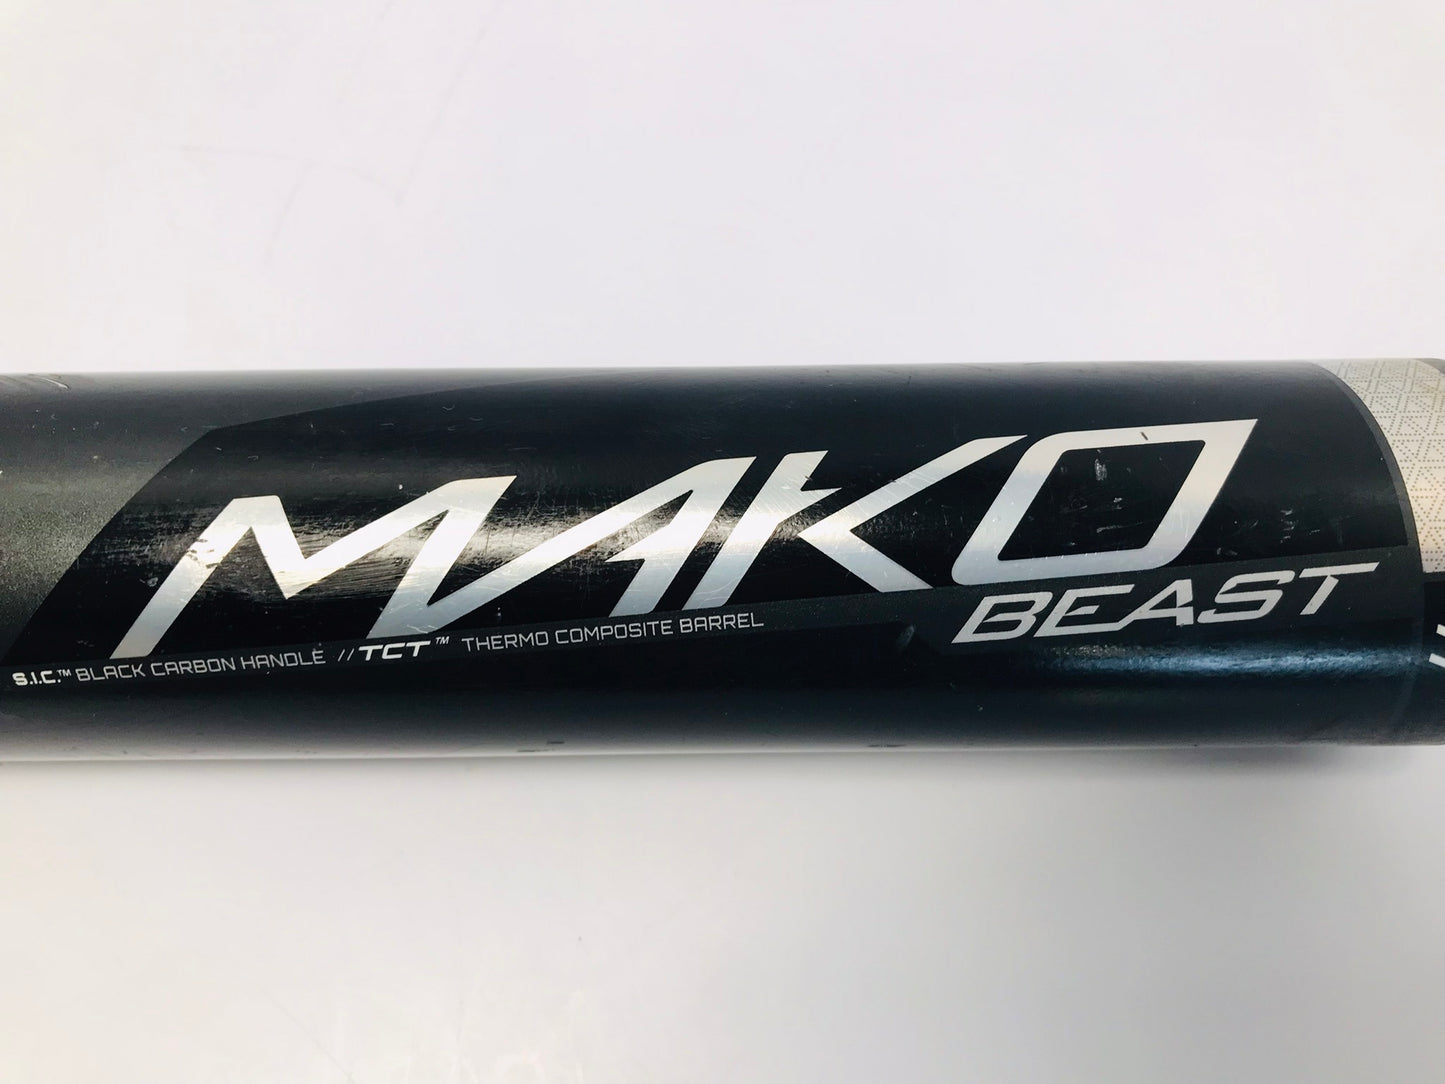 MAKO
BEAST
S.I.C.™ BLACK CARBON HANDLE // TCT™ THERMO COMPOSITE BARREL